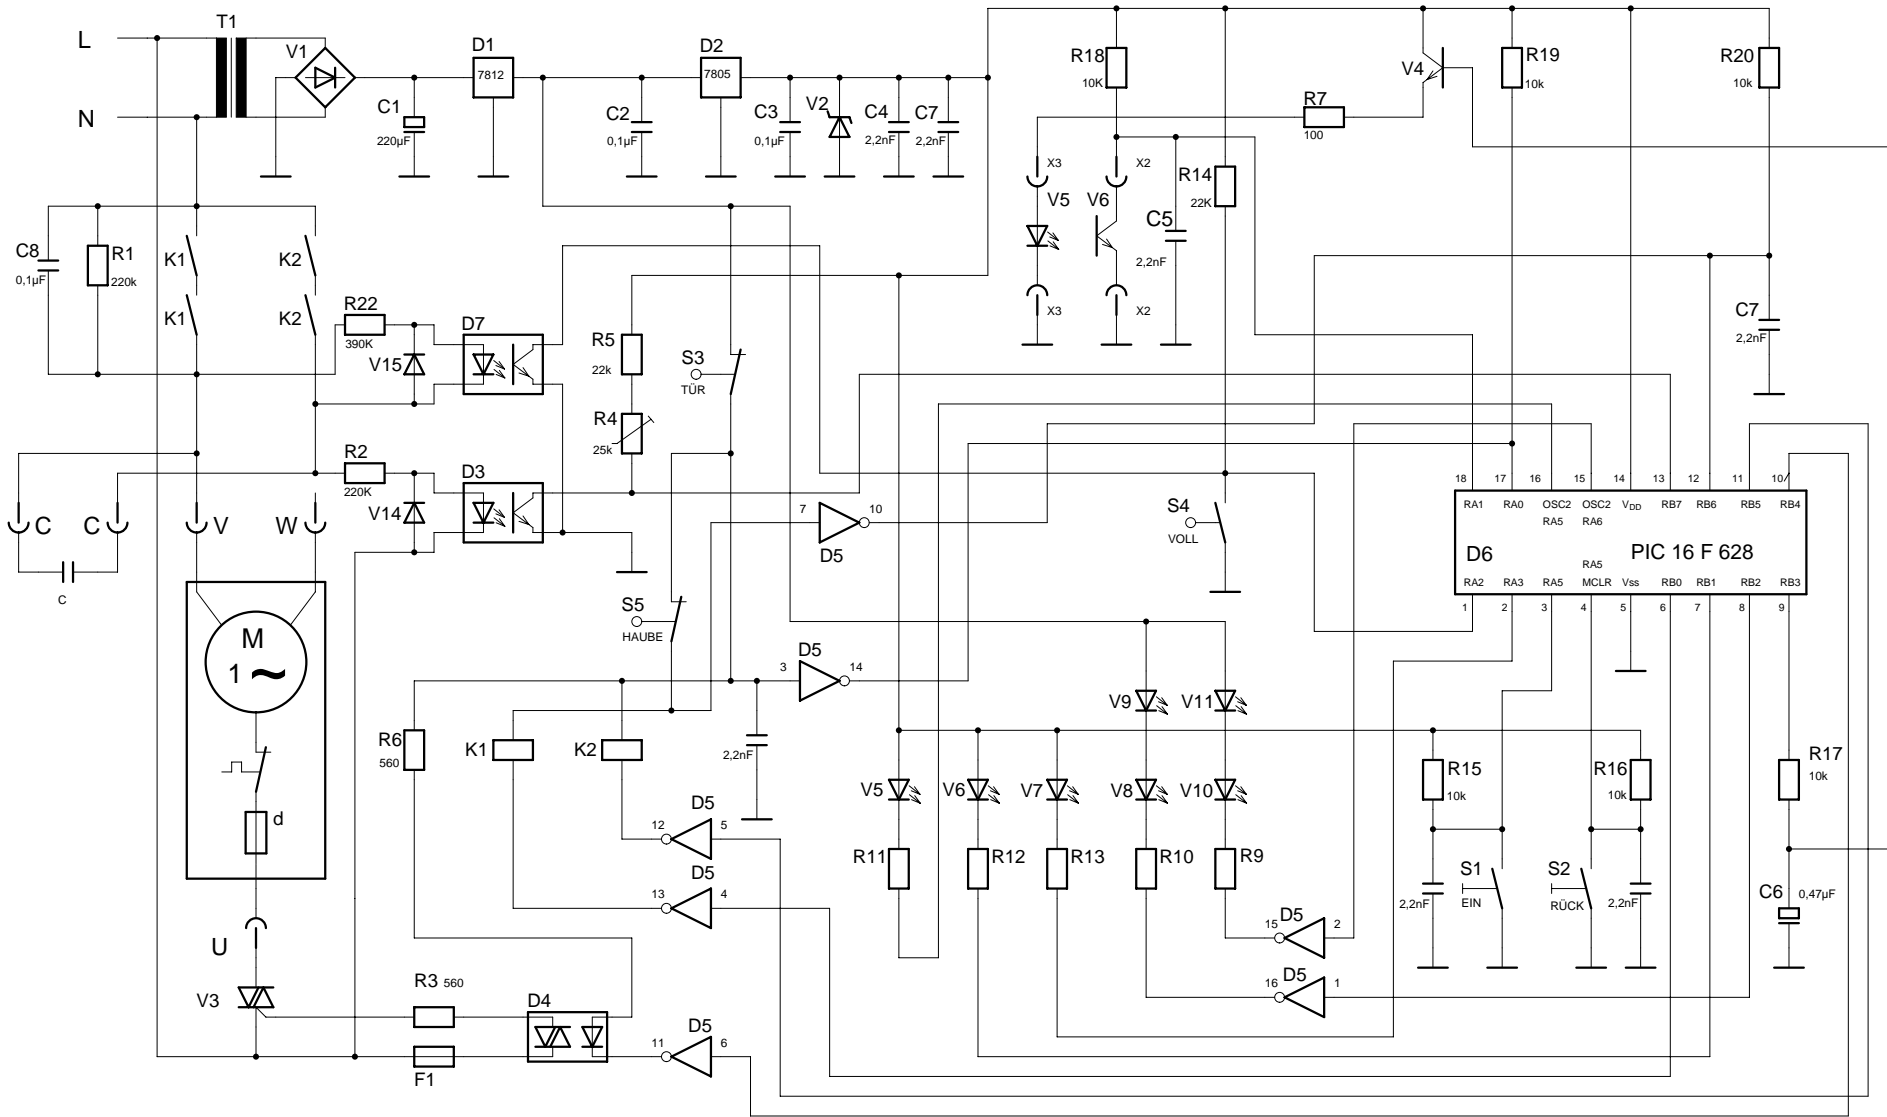 T1
L
N
V1
D1
7812
D2
7805
C1
220µF
C2
0,1µF
C3
0,1µF
V2
C4
2,2nF
C7
2,2nF
R18
10K
V4
R7
100
R19
10k
R20
10k
X3
X2
V5
V6
R14
22K
C5
2,2nF
X3
X2
C8
0,1µF
R1
220k
K1
K2
K1
K2
R22
390K
V15
D7
R5
22k
R4
25k
S3
TÜR
C7
2,2nF
R2
220K
V14
D3
C
C
V
W
C
7
10
D5
S4
VOLL
18
17
16
15
14
13
12
11
10/
RA1
RA0
OSC2
OSC2
VDD
RB7
RB6
RB5
RB4
RA5
RA6
D6
PIC 16 F 628
RA5
RA2
RA3
RA5
MCLR
Vss
RB0
RB1
RB2
RB3
1
2
3
4
5
6
7
8
9
M
1 ~
S5
HAUBE
D5
3
14
R6
560
K1
K2
2,2nF
V9
V11
d
V5
V6
V7
V8
V10
R15
10k
R16
10k
R17
10k
D5
12
5
D5
13
4
R11
R12
R13
R10
R9
2,2nF
S1
EIN
S2
RÜCK
2,2nF
C6
0,47µF
U
15
D5
2
16
D5
1
V3
R3 560
D4
F1
D5
11
6